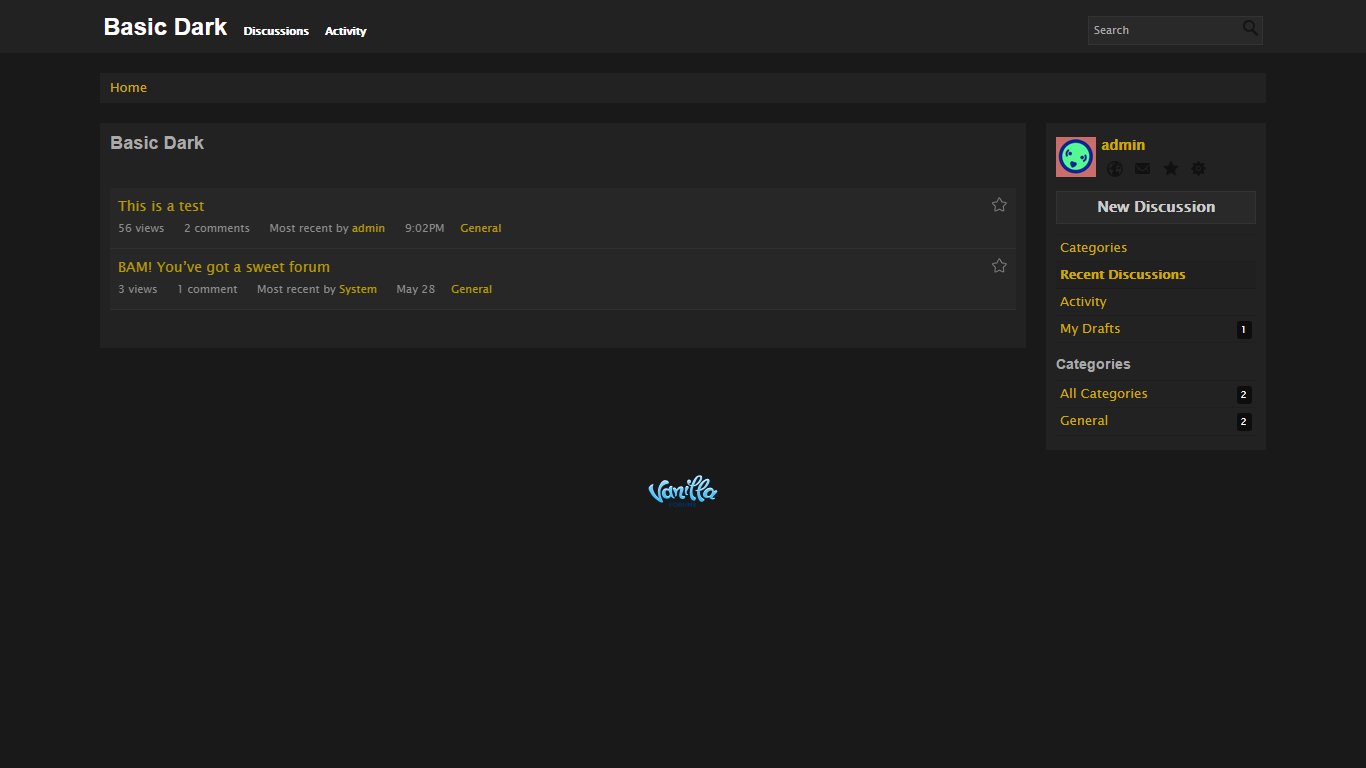 Basic Dark Discussions Activity Search
Home
Basic Dark
This is a test
56 views 2 comments Most recent by admin 9:02PM General
BAM! You’ve got a sweet forum
3 views 1 comment Most recent by System May 28 General
admin
New Discussion
Categories
Recent Discussions
Activity
My Drafts 1
Categories
All Categories 2
General 2
Vanilla